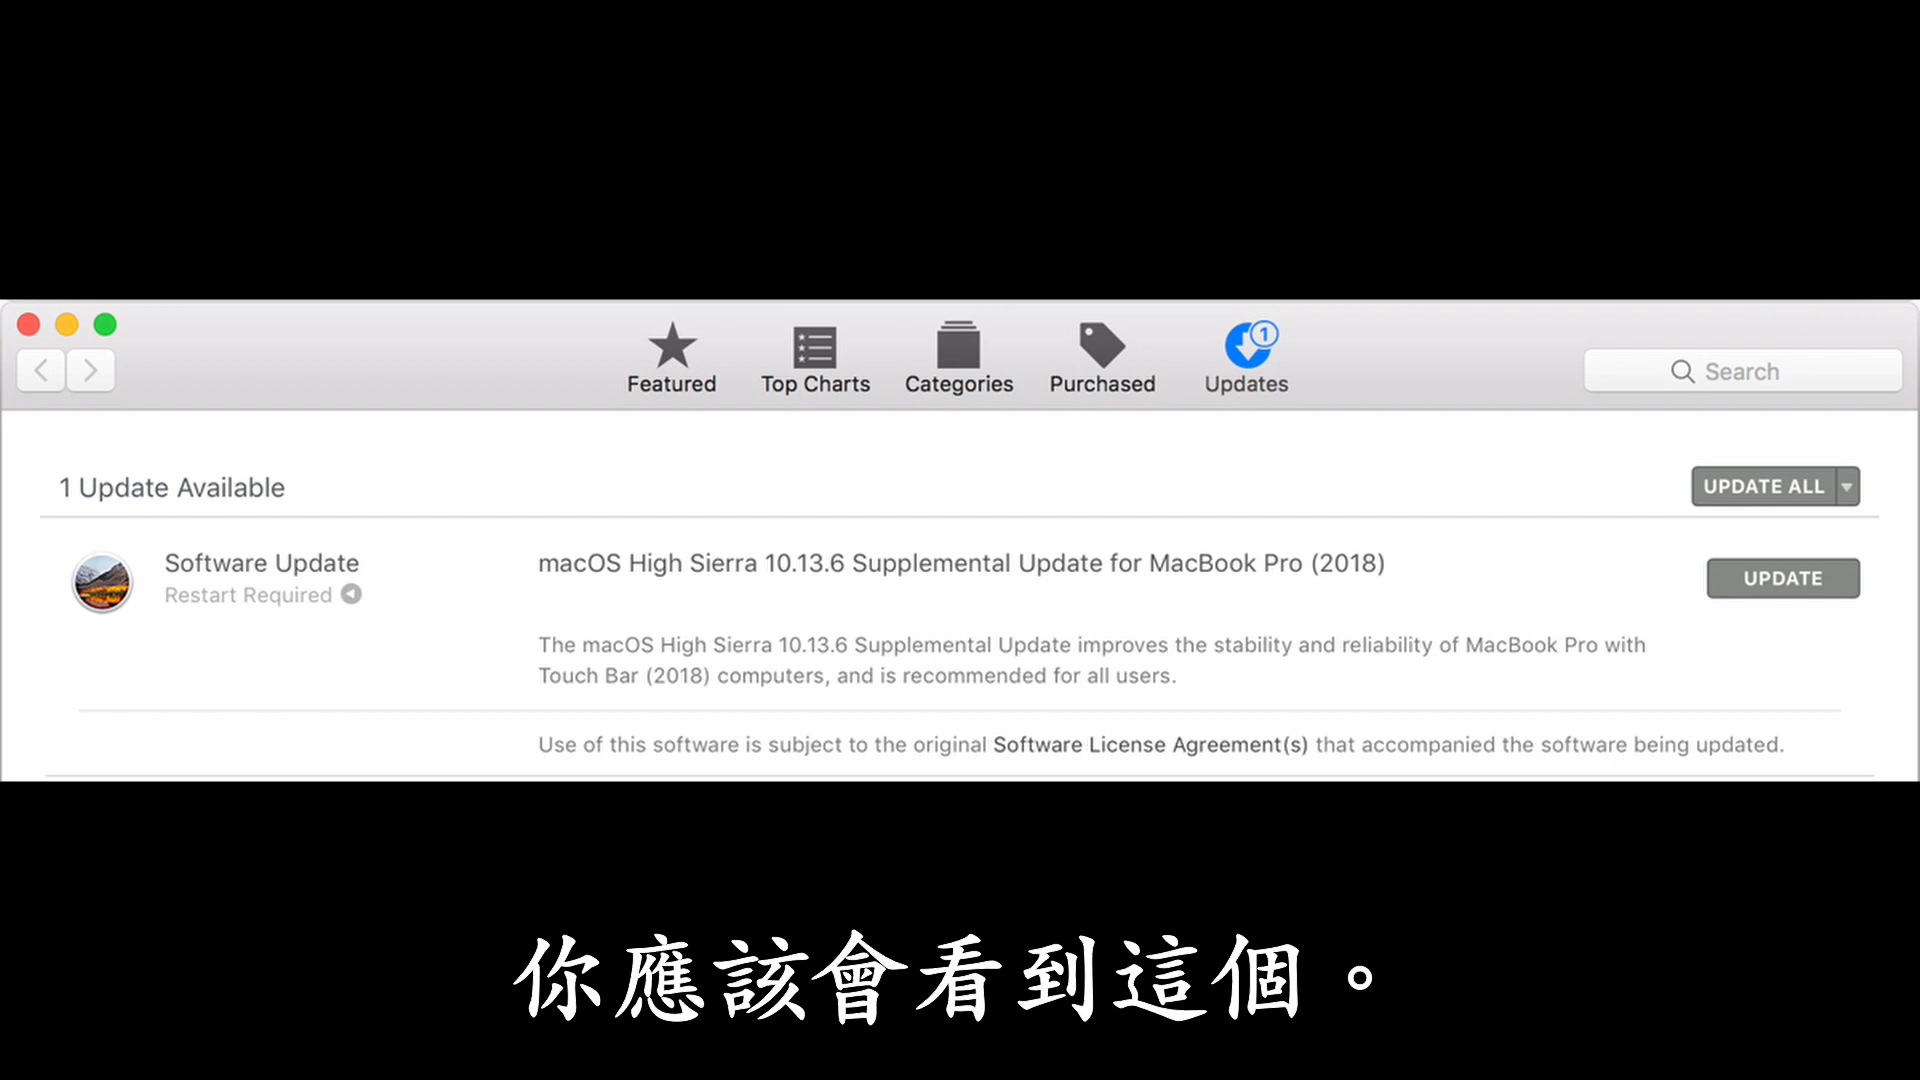 Featured
Top Charts
Categories
Purchased
1
Updates
Search
1 Update Available
UPDATE ALL
Software Update
Restart Required
macOS High Sierra 10.13.6 Supplemental Update for MacBook Pro (2018)
UPDATE
The macOS High Sierra 10.13.6 Supplemental Update improves the stability and reliability of MacBook Pro with
Touch Bar (2018) computers, and is recommended for all users.
Use of this software is subject to the original Software License Agreement(s) that accompanied the software being updated.
你應該會看到這個。